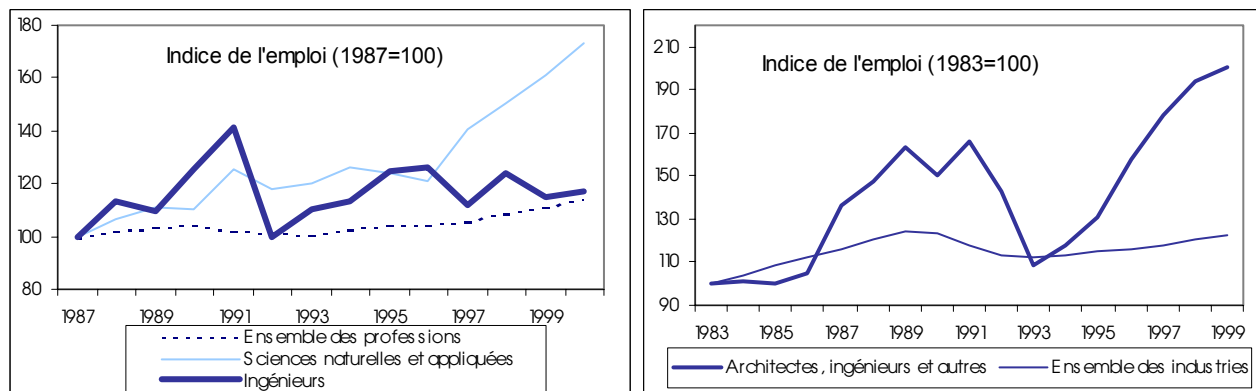 180
160
140
120
100
80
Indice de l'emploi (1987=100)
1987 1989 1991 1993 1995 1997 1999
Ensemble des professions
Sciences naturelles et appliquées
Ingénieurs
210
190
170
150
130
110
90
Indice de l'emploi (1983=100)
1983 1985 1987 1989 1991 1993 1995 1997 1999
Architectes, ingénieurs et autres Ensemble des industries